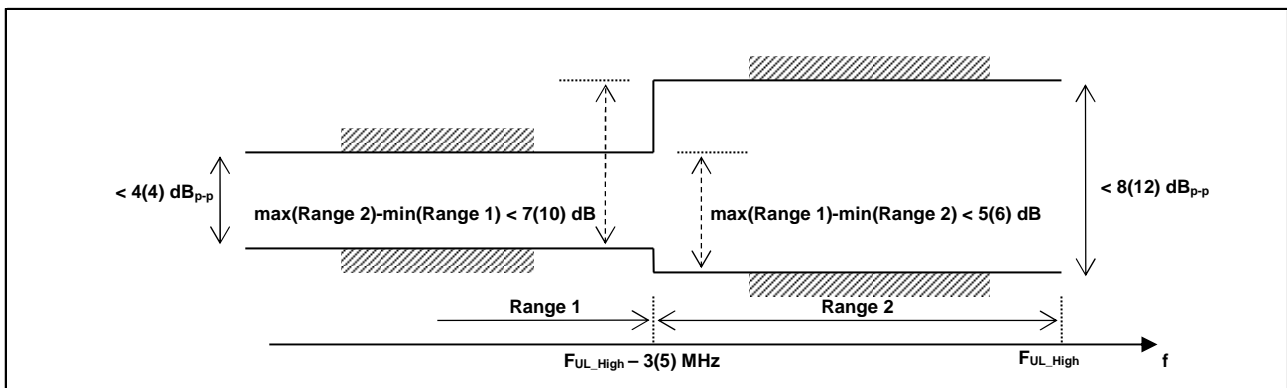 < 4(4) dBp-p
max(Range 2)-min(Range 1) < 7(10) dB
max(Range 1)-min(Range 2) < 5(6) dB
< 8(12) dBp-p
Range 1
Range 2
FUL_High – 3(5) MHz
FUL_High
f